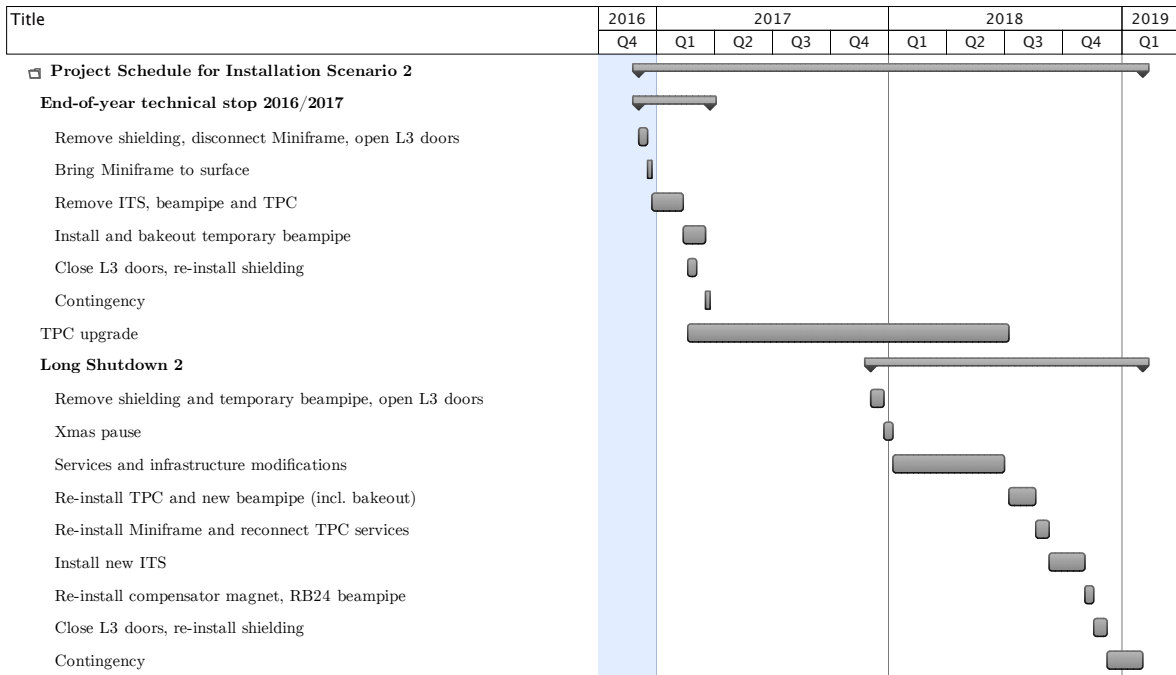 Title 2016 2017 2018 2019
Q4 Q1 Q2 Q3 Q4 Q1 Q2 Q3 Q4 Q1
Project Schedule for Installation Scenario 2
End-of-year technical stop 2016/2017
Remove shielding, disconnect Miniframe, open L3 doors
Bring Miniframe to surface
Remove ITS, beampipe and TPC
Install and bakeout temporary beampipe
Close L3 doors, re-install shielding
Contingency
TPC upgrade
Long Shutdown 2
Remove shielding and temporary beampipe, open L3 doors
Xmas pause
Services and infrastructure modifications
Re-install TPC and new beampipe (incl. bakeout)
Re-install Miniframe and reconnect TPC services
Install new ITS
Re-install compensator magnet, RB24 beampipe
Close L3 doors, re-install shielding
Contingency